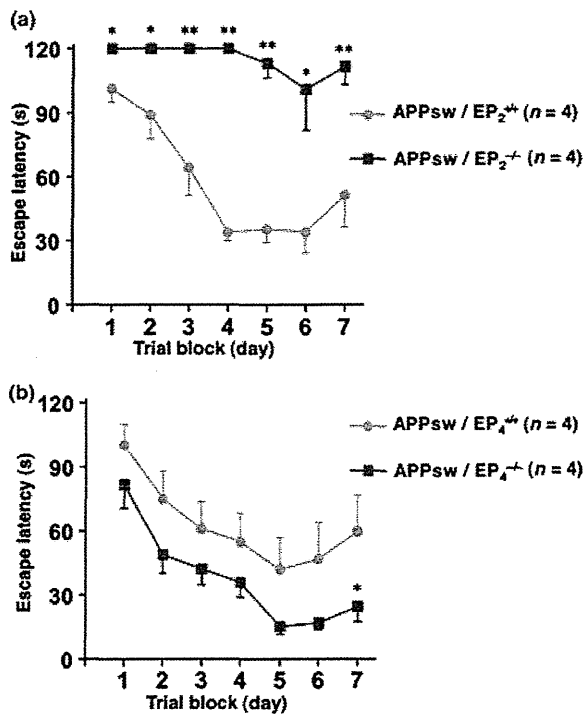 (a)
* * ** ** ** * **
120
90
60
30
0
Escape latency (s)
1 2 3 4 5 6 7
Trial block (day)
APPsw / EP2+/+ (n = 4)
APPsw / EP2-/- (n = 4)
(b)
120
90
60
30
0
Escape latency (s)
*
1 2 3 4 5 6 7
Trial block (day)
APPsw / EP4+/+ (n = 4)
APPsw / EP4-/- (n = 4)